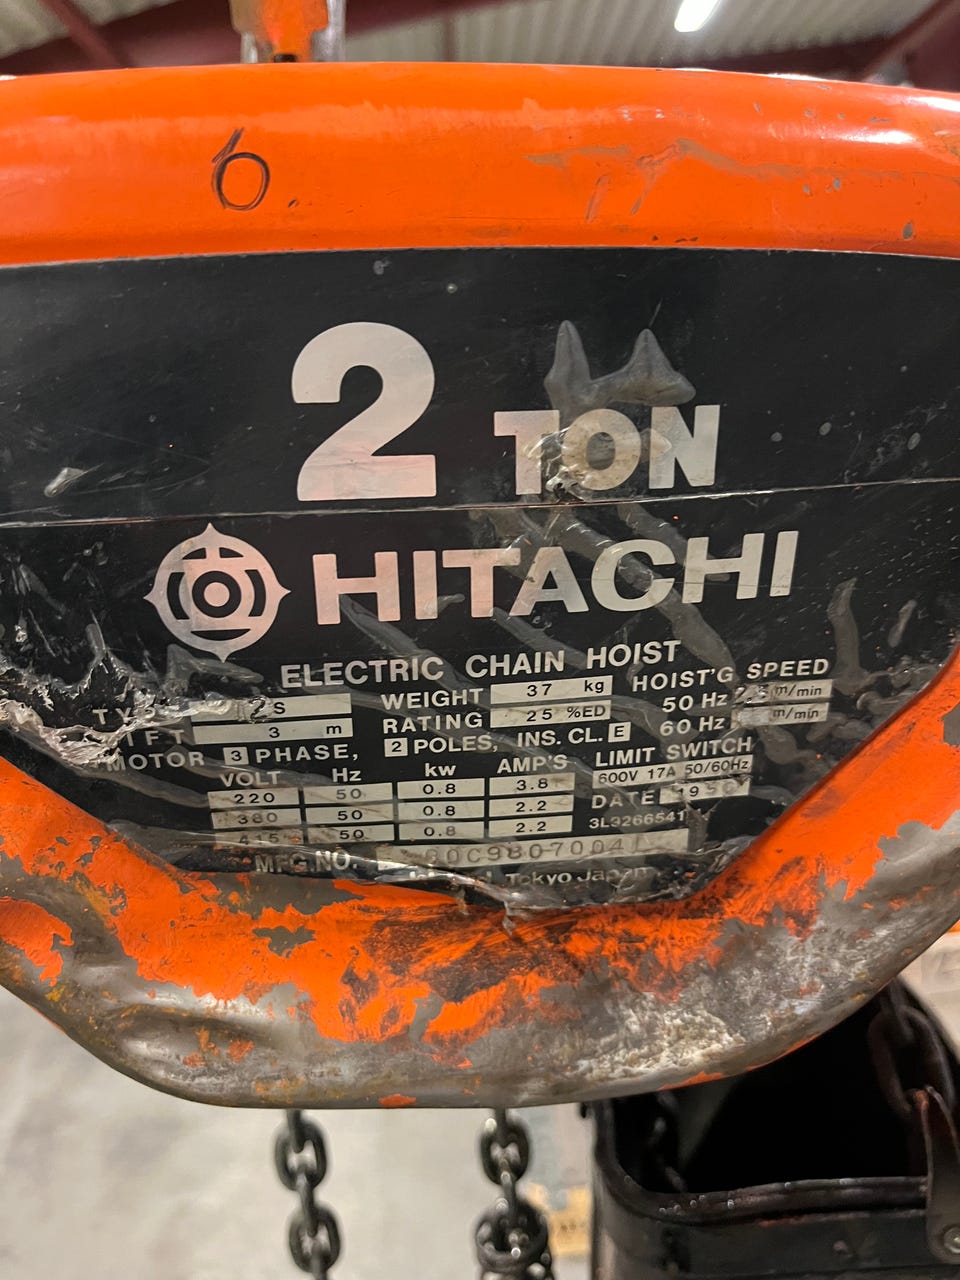 6
2 TON
HITACHI
ELECTRIC CHAIN HOIST
2S
WEIGHT 37 kg
HOIST'G SPEED
3 m
RATING 25 %ED
50 Hz m/min
MOTOR 3 PHASE, 2 POLES, INS. CL. E
60 Hz m/min
VOLT Hz kw AMP'S
LIMIT SWITCH
220 50 0.8 3.8
600V 17A 50/60Hz
380 50 0.8 2.2
DATE
415 50 0.8 2.2
3L3266541
MFG.NO.
Tokyo Japan